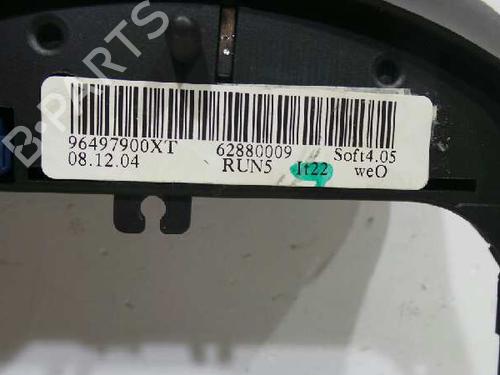 B-PARTS
96497900XT 62880009 Soft4.05
08.12.04 RUN5 It22 weO